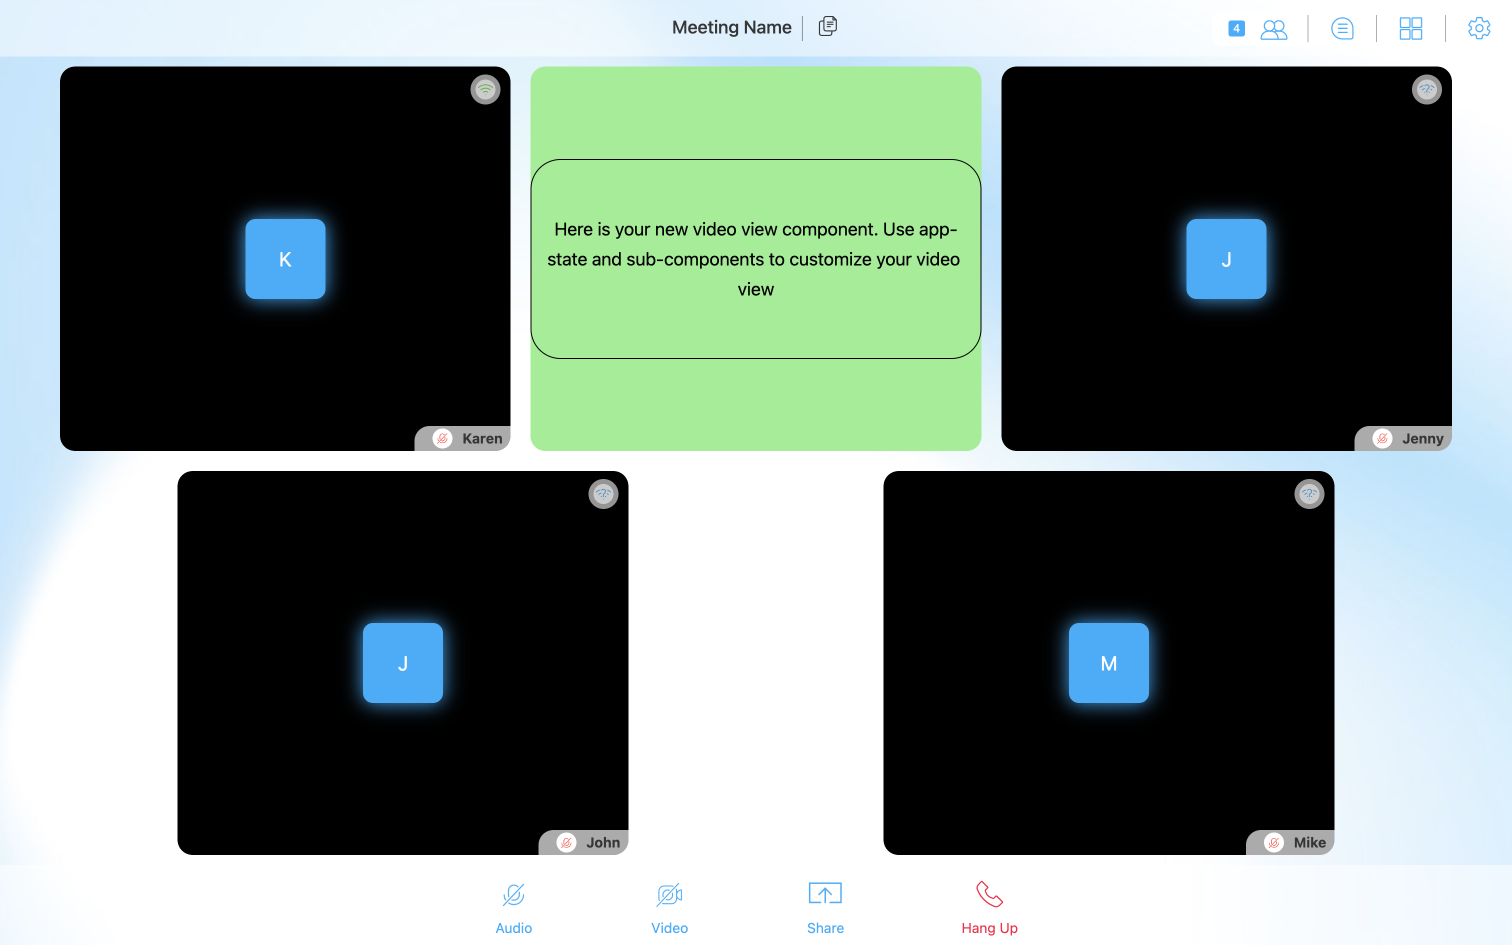 Meeting Name
4
K
Karen
Here is your new video view component. Use app-
state and sub-components to customize your video
view
J
Jenny
J
John
M
Mike
Audio
Video
Share
Hang Up